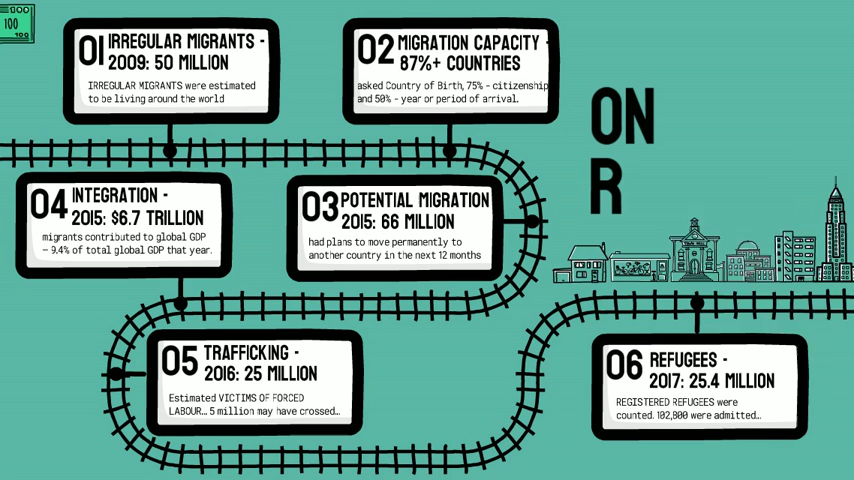 100
100
01 IRREGULAR MIGRANTS -
2009: 50 MILLION
IRREGULAR MIGRANTS were estimated
to be living around the world
02 MIGRATION CAPACITY -
87%+ COUNTRIES
asked Country of Birth, 75% - citizenship
and 50% - year or period of arrival.
ON
R
04 INTEGRATION -
2015: $6.7 TRILLION
migrants contributed to global GDP
– 9.4% of total global GDP that year.
03 POTENTIAL MIGRATION
2015: 66 MILLION
had plans to move permanently to
another country in the next 12 months
05 TRAFFICKING -
2016: 25 MILLION
Estimated VICTIMS OF FORCED
LABOUR... 5 million may have crossed...
06 REFUGEES -
2017: 25.4 MILLION
REGISTERED REFUGEES were
counted. 102,800 were admitted...